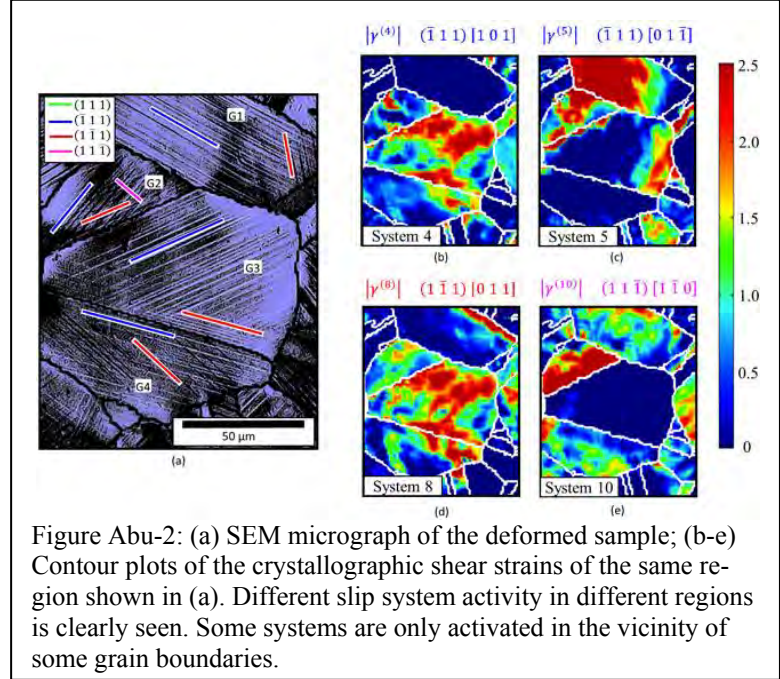 (1 1 1)
(1̅ 1 1)
(1 1̅ 1)
(1 1 1̅)
G1
G2
G3
G4
50 µm
(a)
|γ⁽⁴⁾| (1̅ 1 1) [1 0 1]
System 4
(b)
|γ⁽⁵⁾| (1̅ 1 1) [0 1 1̅]
System 5
(c)
|γ⁽⁸⁾| (1 1̅ 1) [0 1 1]
System 8
(d)
|γ⁽¹⁰⁾| (1 1 1̅) [1 1̅ 0]
System 10
(e)
2.5
2.0
1.5
1.0
0.5
0
Figure Abu-2: (a) SEM micrograph of the deformed sample; (b-e)
Contour plots of the crystallographic shear strains of the same re-
gion shown in (a). Different slip system activity in different regions
is clearly seen. Some systems are only activated in the vicinity of
some grain boundaries.